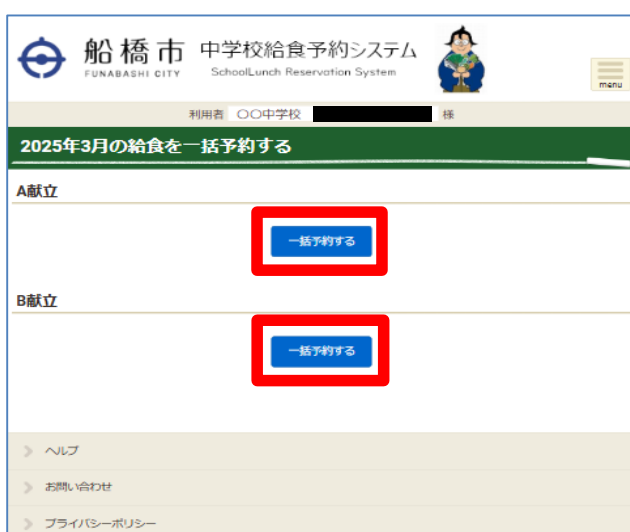 船橋市 中学校給食予約システム
FUNABASHI CITY SchoolLunch Reservation System
menu
利用者 〇〇中学校 様
2025年3月の給食を一括予約する
A献立
一括予約する
B献立
一括予約する
ヘルプ
お問い合わせ
プライバシーポリシー